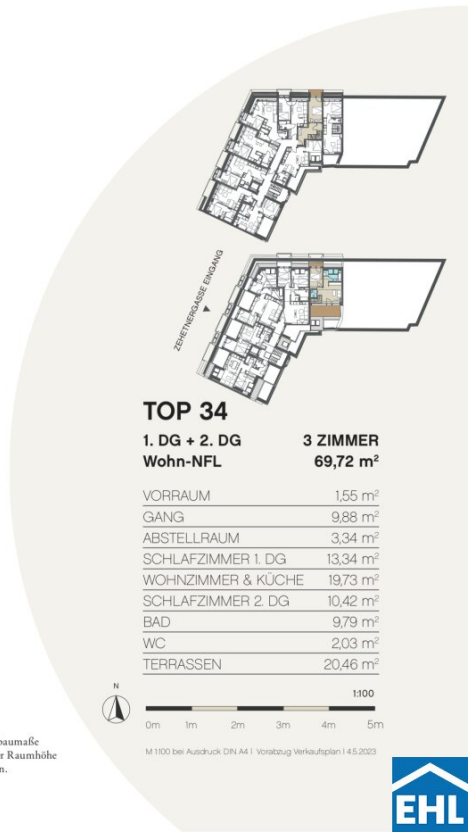 ZEHETNERGASSE EINGANG
TOP 34
1. DG + 2. DG 3 ZIMMER
Wohn-NFL 69,72 m²
VORRAUM 1,55 m²
GANG 9,88 m²
ABSTELLRAUM 3,34 m²
SCHLAFZIMMER 1. DG 13,34 m²
WOHNZIMMER & KÜCHE 19,73 m²
SCHLAFZIMMER 2. DG 10,42 m²
BAD 9,79 m²
WC 2,03 m²
TERRASSEN 20,46 m²
N
1:100
0m 1m 2m 3m 4m 5m
baumaße
r Raumhöhe
n.
M 1:100 bei Ausdruck DIN A4 | Vorabzug Verkaufsplan | 4.5.2023
EHL